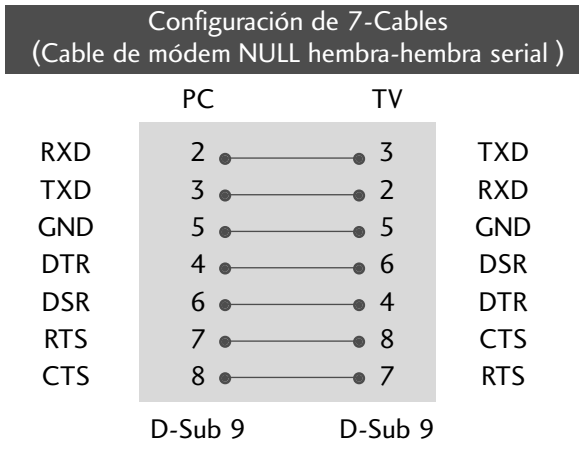 Configuración de 7-Cables
(Cable de módem NULL hembra-hembra serial )
PC TV
RXD 2 3 TXD
TXD 3 2 RXD
GND 5 5 GND
DTR 4 6 DSR
DSR 6 4 DTR
RTS 7 8 CTS
CTS 8 7 RTS
D-Sub 9 D-Sub 9